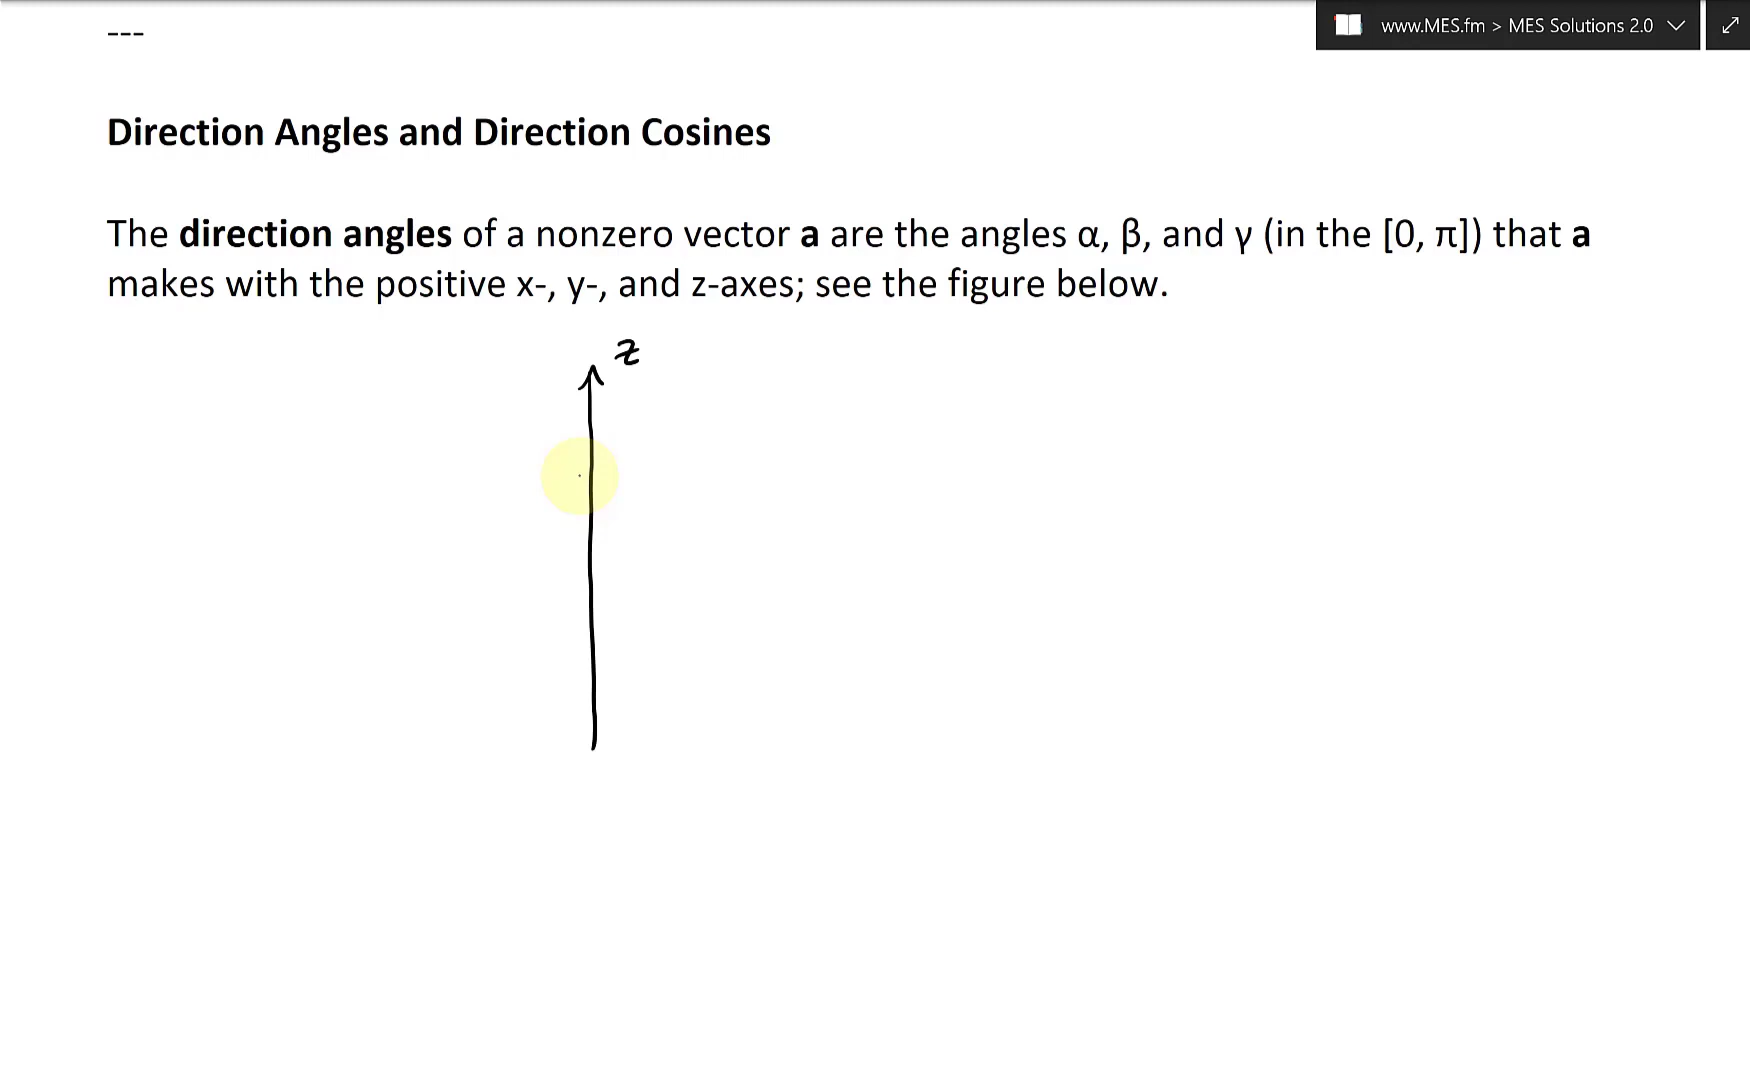 ---
www.MES.fm > MES Solutions 2.0
Direction Angles and Direction Cosines
The direction angles of a nonzero vector a are the angles α, β, and γ (in the [0, π]) that a
makes with the positive x-, y-, and z-axes; see the figure below.
z